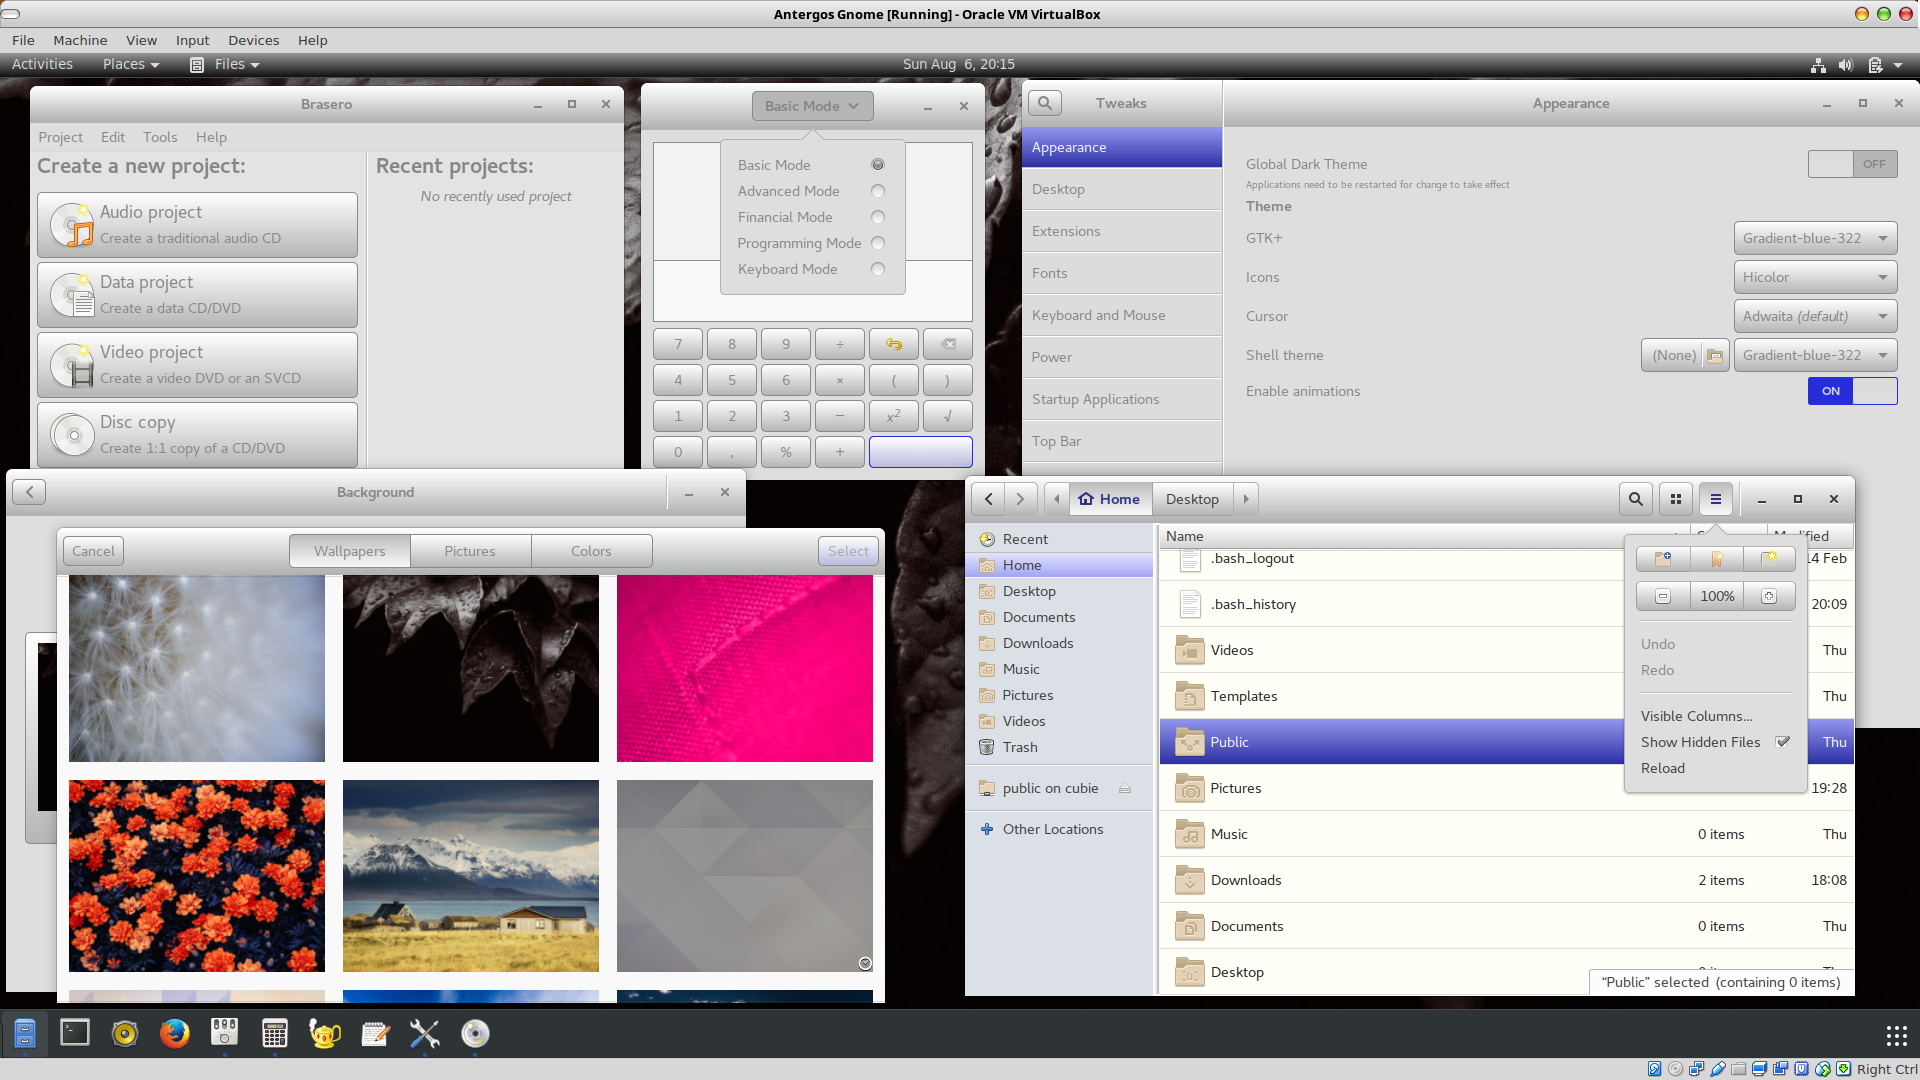 Antergos Gnome [Running] - Oracle VM VirtualBox
File Machine View Input Devices Help
Activities Places Files Sun Aug 6, 20:15
Brasero
Project Edit Tools Help
Create a new project:
Audio project
Create a traditional audio CD
Data project
Create a data CD/DVD
Video project
Create a video DVD or an SVCD
Disc copy
Create 1:1 copy of a CD/DVD
Recent projects:
No recently used project
Basic Mode
Basic Mode
Advanced Mode
Financial Mode
Programming Mode
Keyboard Mode
7 8 9 ÷
4 5 6 × ( )
1 2 3 − x² √
0 , % +
Tweaks
Appearance
Desktop
Extensions
Fonts
Keyboard and Mouse
Power
Startup Applications
Top Bar
Appearance
Global Dark Theme OFF
Applications need to be restarted for change to take effect
Theme
GTK+ Gradient-blue-322
Icons Hicolor
Cursor Adwaita (default)
Shell theme (None) Gradient-blue-322
Enable animations ON
Background
Cancel Wallpapers Pictures Colors Select
Home Desktop
Recent
Home
Desktop
Documents
Downloads
Music
Pictures
Videos
Trash
public on cubie
Other Locations
Name
.bash_logout 14 Feb
.bash_history 20:09
Videos Thu
Templates Thu
Public Thu
Pictures 19:28
Music 0 items Thu
Downloads 2 items 18:08
Documents 0 items Thu
Desktop
100%
Undo
Redo
Visible Columns...
Show Hidden Files
Reload
“Public” selected (containing 0 items)
Right Ctrl